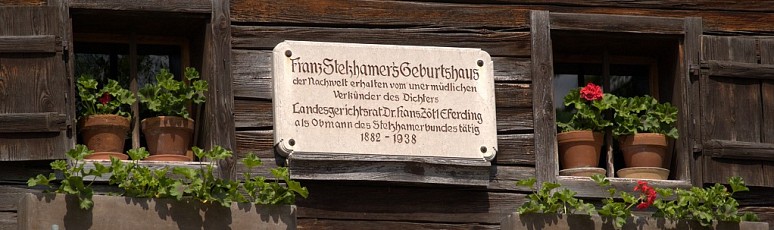 Franz Stelzhamer's Geburtshaus
der Nachwelt erhalten vom unermüdlichen
Verkünder des Dichters
Landesgerichtsrat Dr. Hans Zötl Eferding
als Obmann des Stelzhamerbundes tätig
1882 - 1938